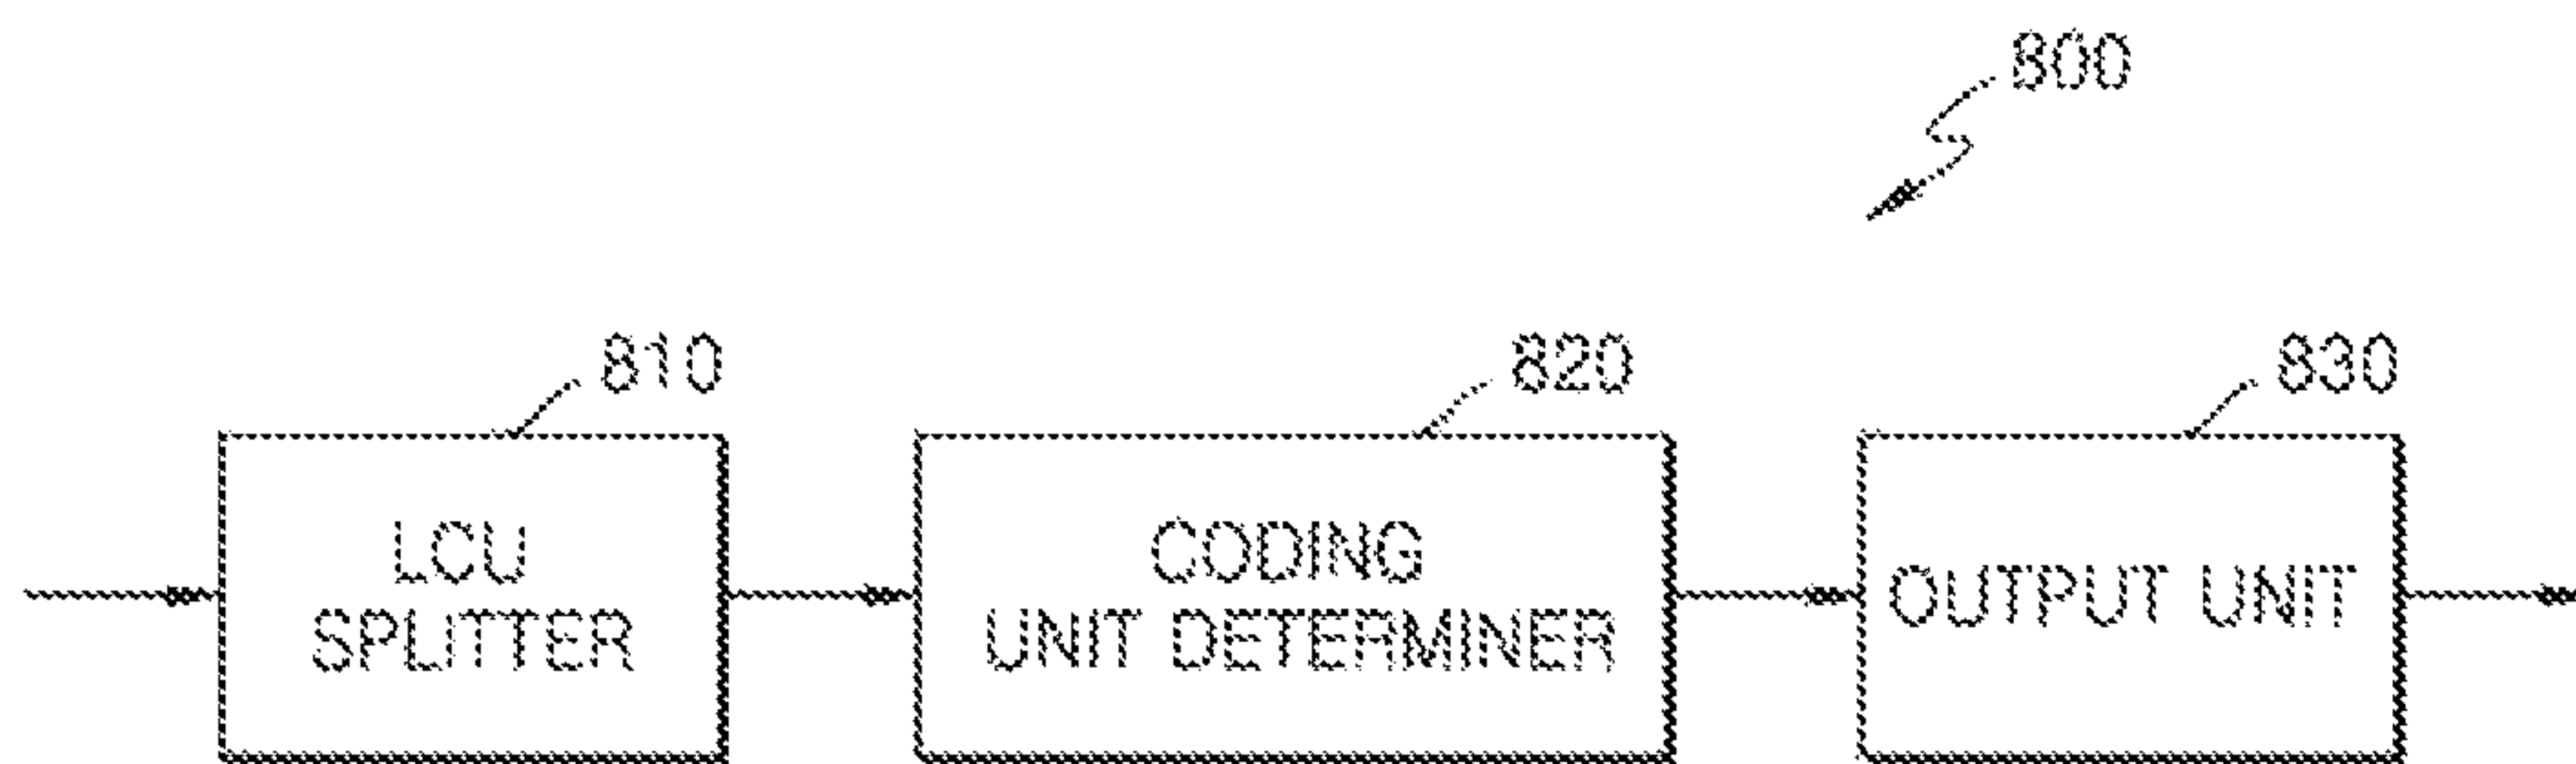 800
810
820
830
LCU
SPLITTER
CODING
UNIT DETERMINER
OUTPUT UNIT